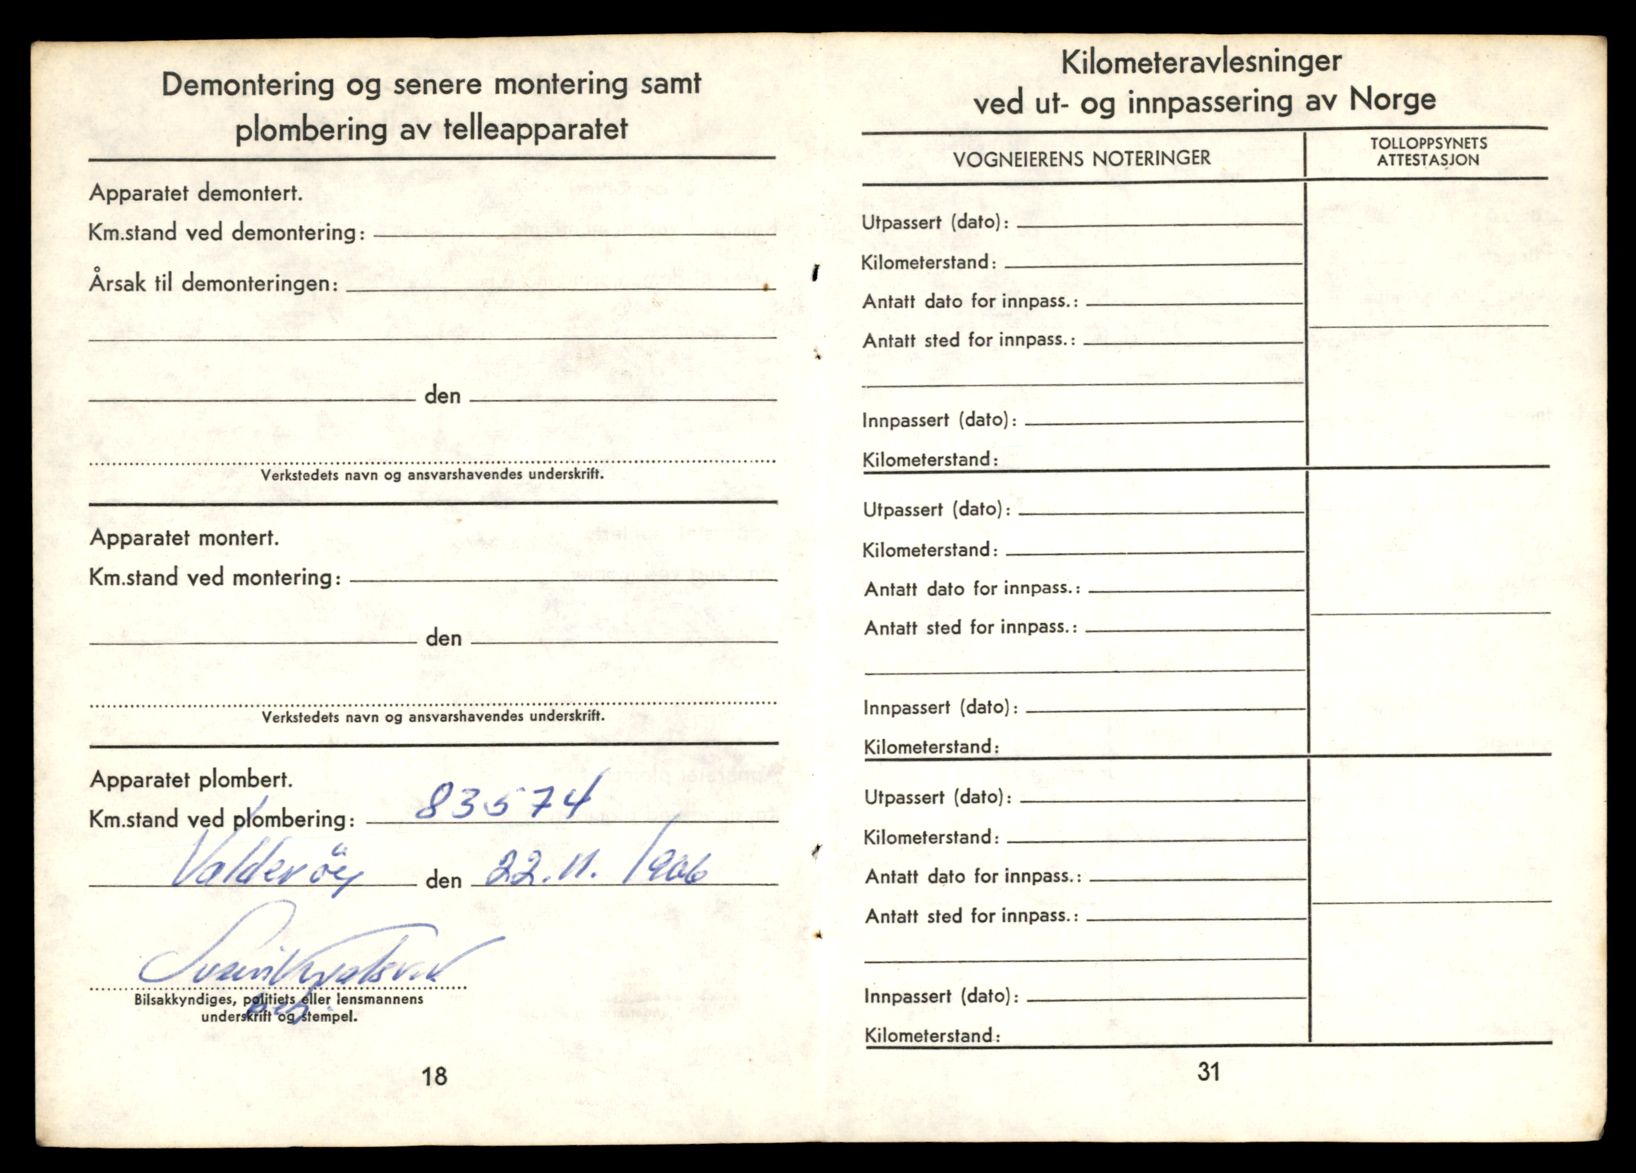 Demontering og senere montering samt
plombering av telleapparatet
Apparatet demontert.
Km.stand ved demontering:
Årsak til demonteringen:
den
Verkstedets navn og ansvarshavendes underskrift.
Apparatet montert.
Km.stand ved montering:
den
Verkstedets navn og ansvarshavendes underskrift.
Apparatet plombert.
Km.stand ved plombering: 83574
Valderøy den 22.11.
Bilsakkyndiges, politiets eller lensmannens
underskrift og stempel.
18
Kilometeravlesninger
ved ut- og innpassering av Norge
VOGNEIERENS NOTERINGER
TOLLOPPSYNETS
ATTESTASJON
Utpassert (dato):
Kilometerstand:
Antatt dato for innpass.:
Antatt sted for innpass.:
Innpassert (dato):
Kilometerstand:
Utpassert (dato):
Kilometerstand:
Antatt dato for innpass.:
Antatt sted for innpass.:
Innpassert (dato):
Kilometerstand:
Utpassert (dato):
Kilometerstand:
Antatt dato for innpass.:
Antatt sted for innpass.:
Innpassert (dato):
Kilometerstand:
31